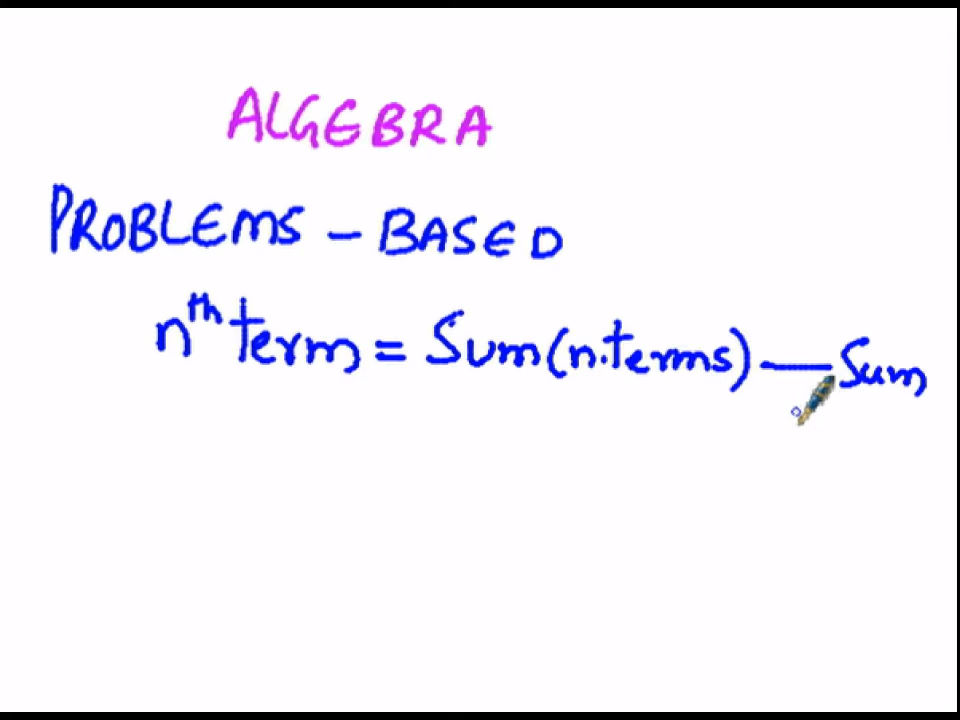 ALGEBRA
PROBLEMS - BASED
nth term = Sum (n.terms) — Sum